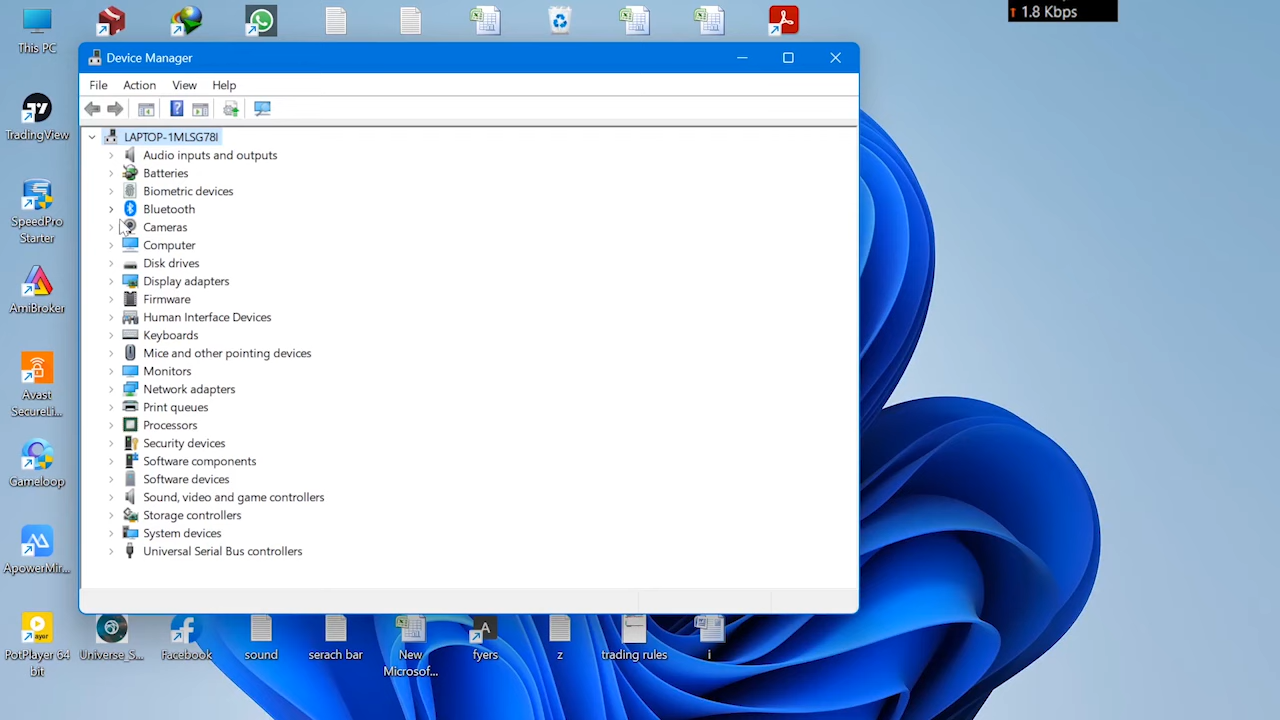 1.8 Kbps
This PC
Device Manager
File Action View Help
LAPTOP-1MLSG78I
Audio inputs and outputs
Batteries
Biometric devices
Bluetooth
Cameras
Computer
Disk drives
Display adapters
Firmware
Human Interface Devices
Keyboards
Mice and other pointing devices
Monitors
Network adapters
Print queues
Processors
Security devices
Software components
Software devices
Sound, video and game controllers
Storage controllers
System devices
Universal Serial Bus controllers
TradingView
SpeedPro
Starter
AmiBroker
Avast
SecureLi...
Gameloop
ApowerMir...
PotPlayer 64
bit
Universe_S...
Facebook
sound
serach bar
New
Microsof...
fyers
z
trading rules
i